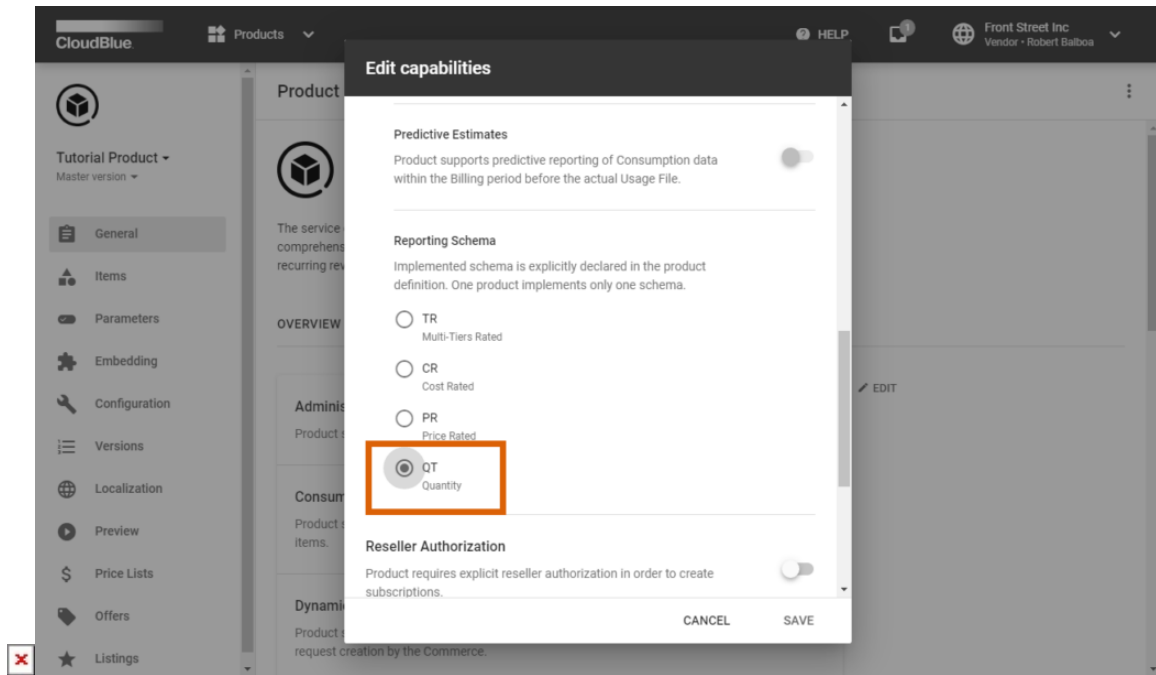 CloudBlue
Products
HELP
1
Front Street Inc
Vendor • Robert Balboa
Tutorial Product
Master version
General
Items
Parameters
Embedding
Configuration
Versions
Localization
Preview
Price Lists
Offers
Listings
Product
The service
comprehens
recurring rev
OVERVIEW
EDIT
Adminis
Product s
Consum
Product s
items.
Dynami
Product s
request creation by the Commerce.
Edit capabilities
Predictive Estimates
Product supports predictive reporting of Consumption data
within the Billing period before the actual Usage File.
Reporting Schema
Implemented schema is explicitly declared in the product
definition. One product implements only one schema.
TR
Multi-Tiers Rated
CR
Cost Rated
PR
Price Rated
QT
Quantity
Reseller Authorization
Product requires explicit reseller authorization in order to create
subscriptions.
CANCEL
SAVE